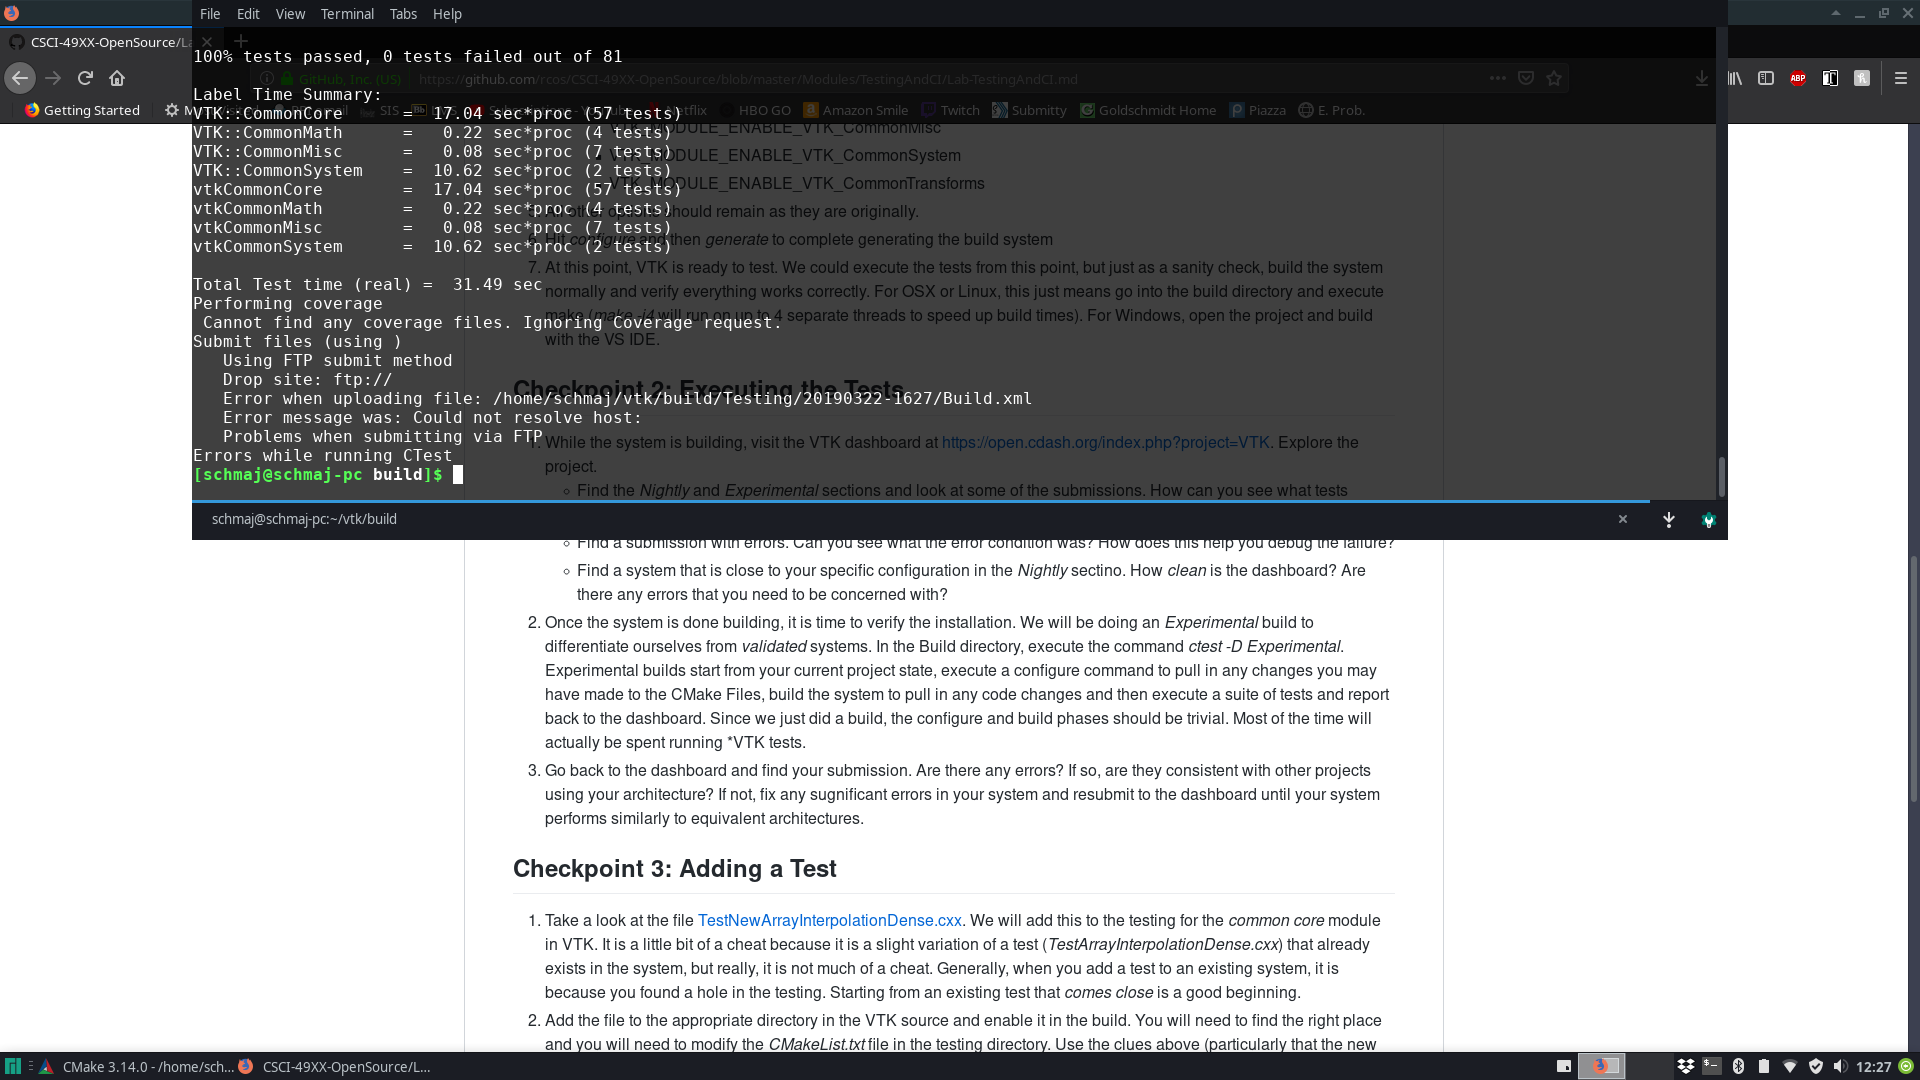 File Edit View Terminal Tabs Help
CSCI-49XX-OpenSource/La
100% tests passed, 0 tests failed out of 81
GitHub, Inc. (US) https://github.com/rcos/CSCI-49XX-OpenSource/blob/master/Modules/TestingAndCI/Lab-TestingAndCI.md
ABP
Label Time Summary:
Getting Started
SIS
Netflix
HBO GO
Amazon Smile
Twitch
Submitty
Goldschmidt Home
Piazza
E. Prob.
VTK::CommonCore = 17.04 sec*proc (57 tests)
VTK::CommonMath = 0.22 sec*proc (4 tests)
VTK::CommonMisc = 0.08 sec*proc (7 tests)
VTK::CommonSystem = 10.62 sec*proc (2 tests)
vtkCommonCore = 17.04 sec*proc (57 tests)
vtkCommonMath = 0.22 sec*proc (4 tests)
vtkCommonMisc = 0.08 sec*proc (7 tests)
vtkCommonSystem = 10.62 sec*proc (2 tests)
Total Test time (real) = 31.49 sec
Performing coverage
Cannot find any coverage files. Ignoring Coverage request.
Submit files (using )
Using FTP submit method
Drop site: ftp://
Error when uploading file: /home/schmaj/vtk/build/Testing/20190322-1627/Build.xml
Error message was: Could not resolve host:
Problems when submitting via FTP
Errors while running CTest
[schmaj@schmaj-pc build]$
schmaj@schmaj-pc:~/vtk/build
VTK_MODULE_ENABLE_VTK_CommonMisc
VTK_MODULE_ENABLE_VTK_CommonSystem
VTK_MODULE_ENABLE_VTK_CommonTransforms
5. All other options should remain as they are originally.
6. Hit configure and then generate to complete generating the build system
7. At this point, VTK is ready to test. We could execute the tests from this point, but just as a sanity check, build the system
normally and verify everything works correctly. For OSX or Linux, this just means go into the build directory and execute
make (make -j4 will run on up to 4 separate threads to speed up build times). For Windows, open the project and build
with the VS IDE.
Checkpoint 2: Executing the Tests
1. While the system is building, visit the VTK dashboard at https://open.cdash.org/index.php?project=VTK. Explore the
project.
Find the Nightly and Experimental sections and look at some of the submissions. How can you see what tests
Find a submission with errors. Can you see what the error condition was? How does this help you debug the failure?
Find a system that is close to your specific configuration in the Nightly sectino. How clean is the dashboard? Are
there any errors that you need to be concerned with?
2. Once the system is done building, it is time to verify the installation. We will be doing an Experimental build to
differentiate ourselves from validated systems. In the Build directory, execute the command ctest -D Experimental.
Experimental builds start from your current project state, execute a configure command to pull in any changes you may
have made to the CMake Files, build the system to pull in any code changes and then execute a suite of tests and report
back to the dashboard. Since we just did a build, the configure and build phases should be trivial. Most of the time will
actually be spent running *VTK tests.
3. Go back to the dashboard and find your submission. Are there any errors? If so, are they consistent with other projects
using your architecture? If not, fix any sugnificant errors in your system and resubmit to the dashboard until your system
performs similarly to equivalent architectures.
Checkpoint 3: Adding a Test
1. Take a look at the file TestNewArrayInterpolationDense.cxx. We will add this to the testing for the common core module
in VTK. It is a little bit of a cheat because it is a slight variation of a test (TestArrayInterpolationDense.cxx) that already
exists in the system, but really, it is not much of a cheat. Generally, when you add a test to an existing system, it is
because you found a hole in the testing. Starting from an existing test that comes close is a good beginning.
2. Add the file to the appropriate directory in the VTK source and enable it in the build. You will need to find the right place
and you will need to modify the CMakeList.txt file in the testing directory. Use the clues above (particularly that the new
CMake 3.14.0 - /home/sch...
CSCI-49XX-OpenSource/L...
12:27